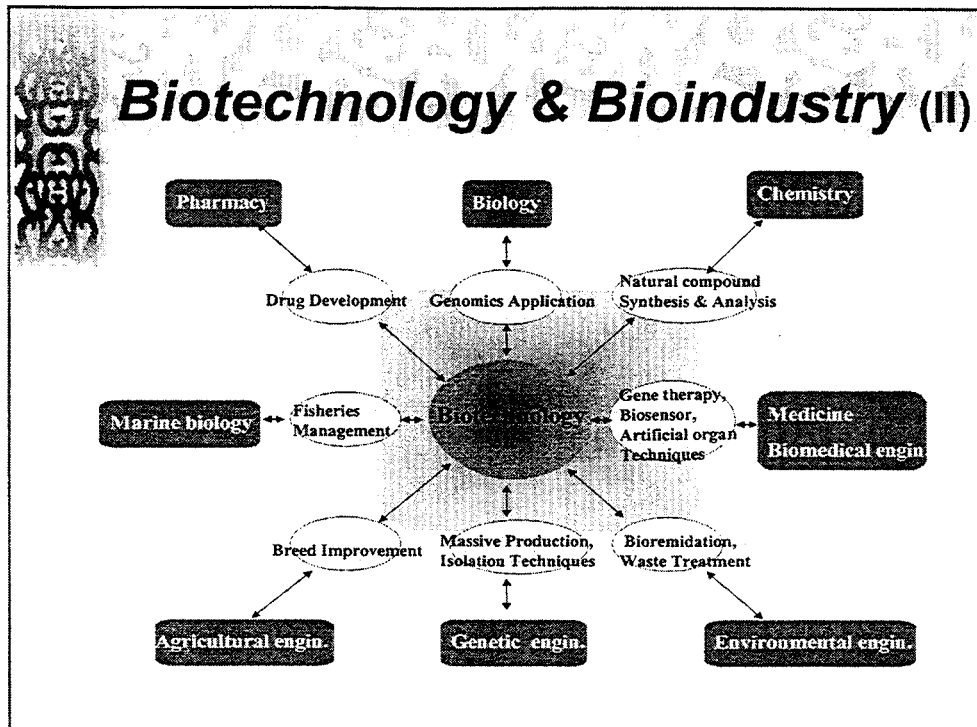 Biotechnology & Bioindustry (II)
Pharmacy
Biology
Chemistry
Drug Development
Genomics Application
Natural compound
Synthesis & Analysis
Marine biology
Fisheries
Management
Biotechnology
Gene therapy,
Biosensor,
Artificial organ
Techniques
Medicine
Biomedical engin
Breed Improvement
Massive Production,
Isolation Techniques
Bioremidation,
Waste Treatment
Agricultural engin.
Genetic engin.
Environmental engin.